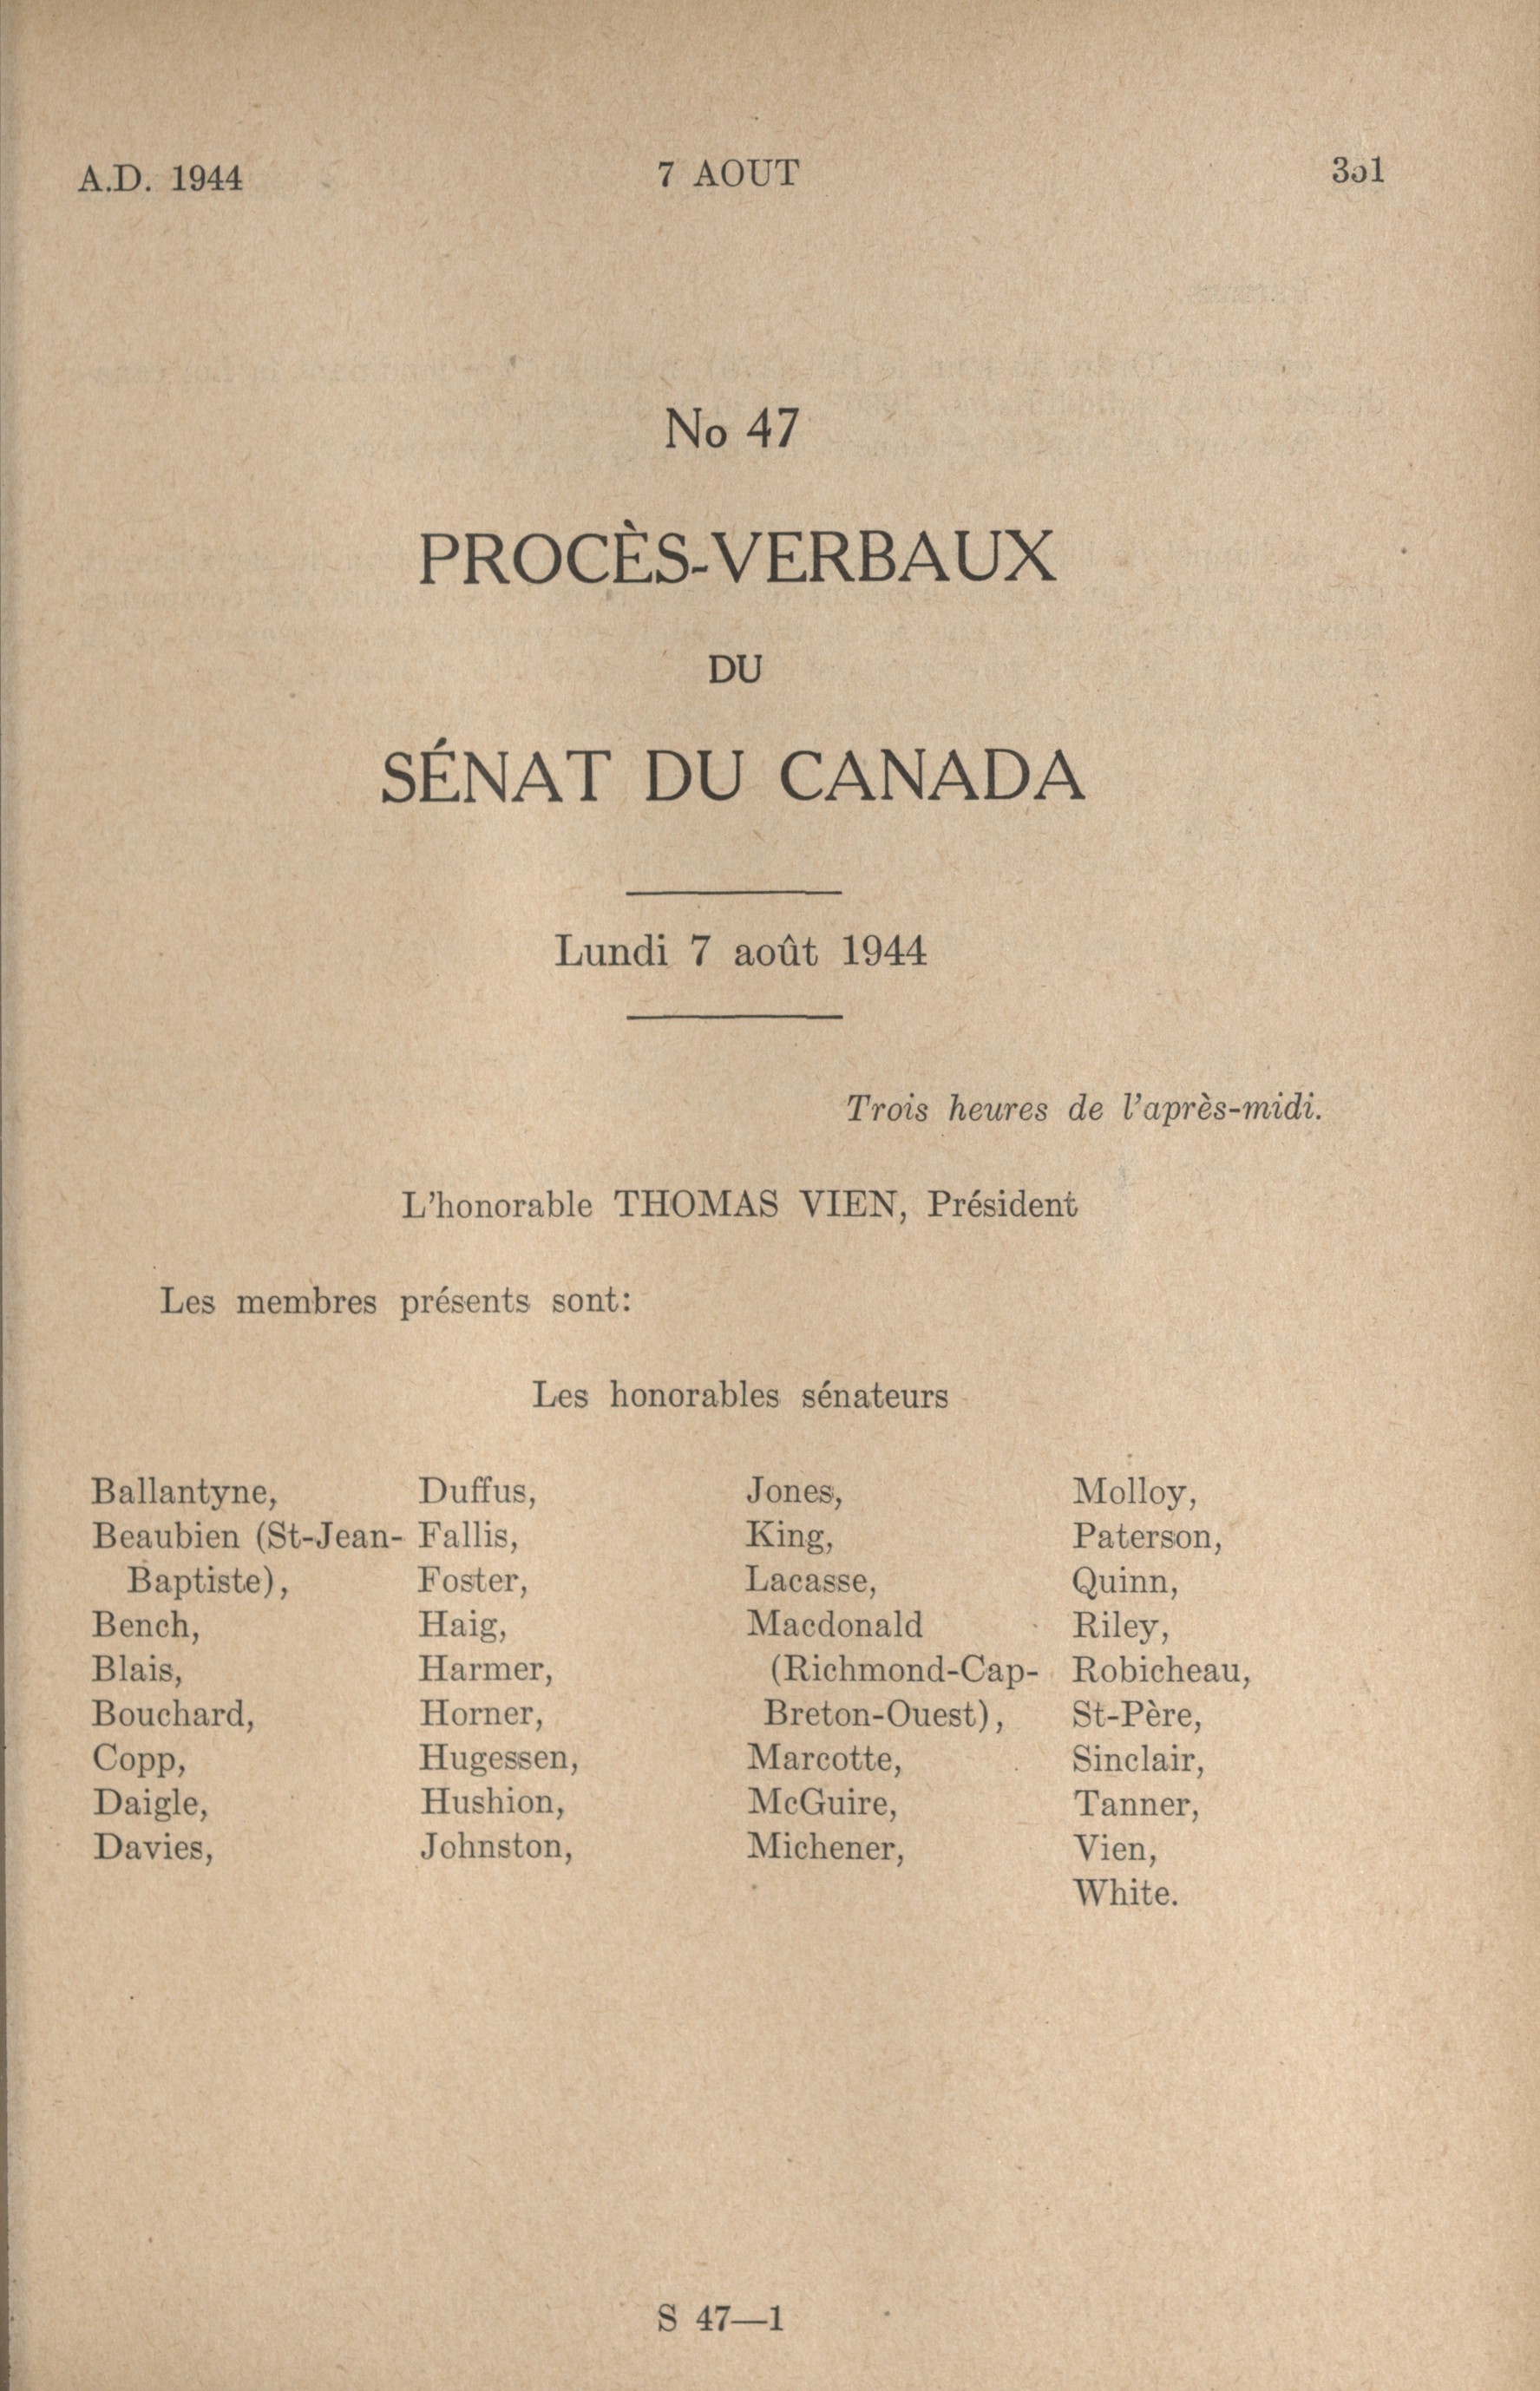 A.D. 1944
7 AOUT
No 47
PROCÈS-VERBAUX
DU
SÉNAT DU CANADA
Lundi 7 août 1944
Trois heures de l'après-midi.
L'honorable THOMAS VIEN, Président
Les membres présents sont:
Les honorables sénateurs
Ballantyne,
Beaubien (St-Jean-
Baptiste),
Bench,
Blais,
Bouchard,
Copp,
Daigle,
Davies,
Duffus,
Fallis,
Foster,
Haig,
Harmer,
Horner,
Hugessen,
Hushion,
Johnston,
Jones,
King,
Lacasse,
Macdonald
(Richmond-Cap-
Breton-Ouest),
Marcotte,
McGuire,
Michener,
Molloy,
Paterson,
Quinn,
Riley,
Robicheau,
St-Père,
Sinclair,
Tanner,
Vien,
White.
S 47—1